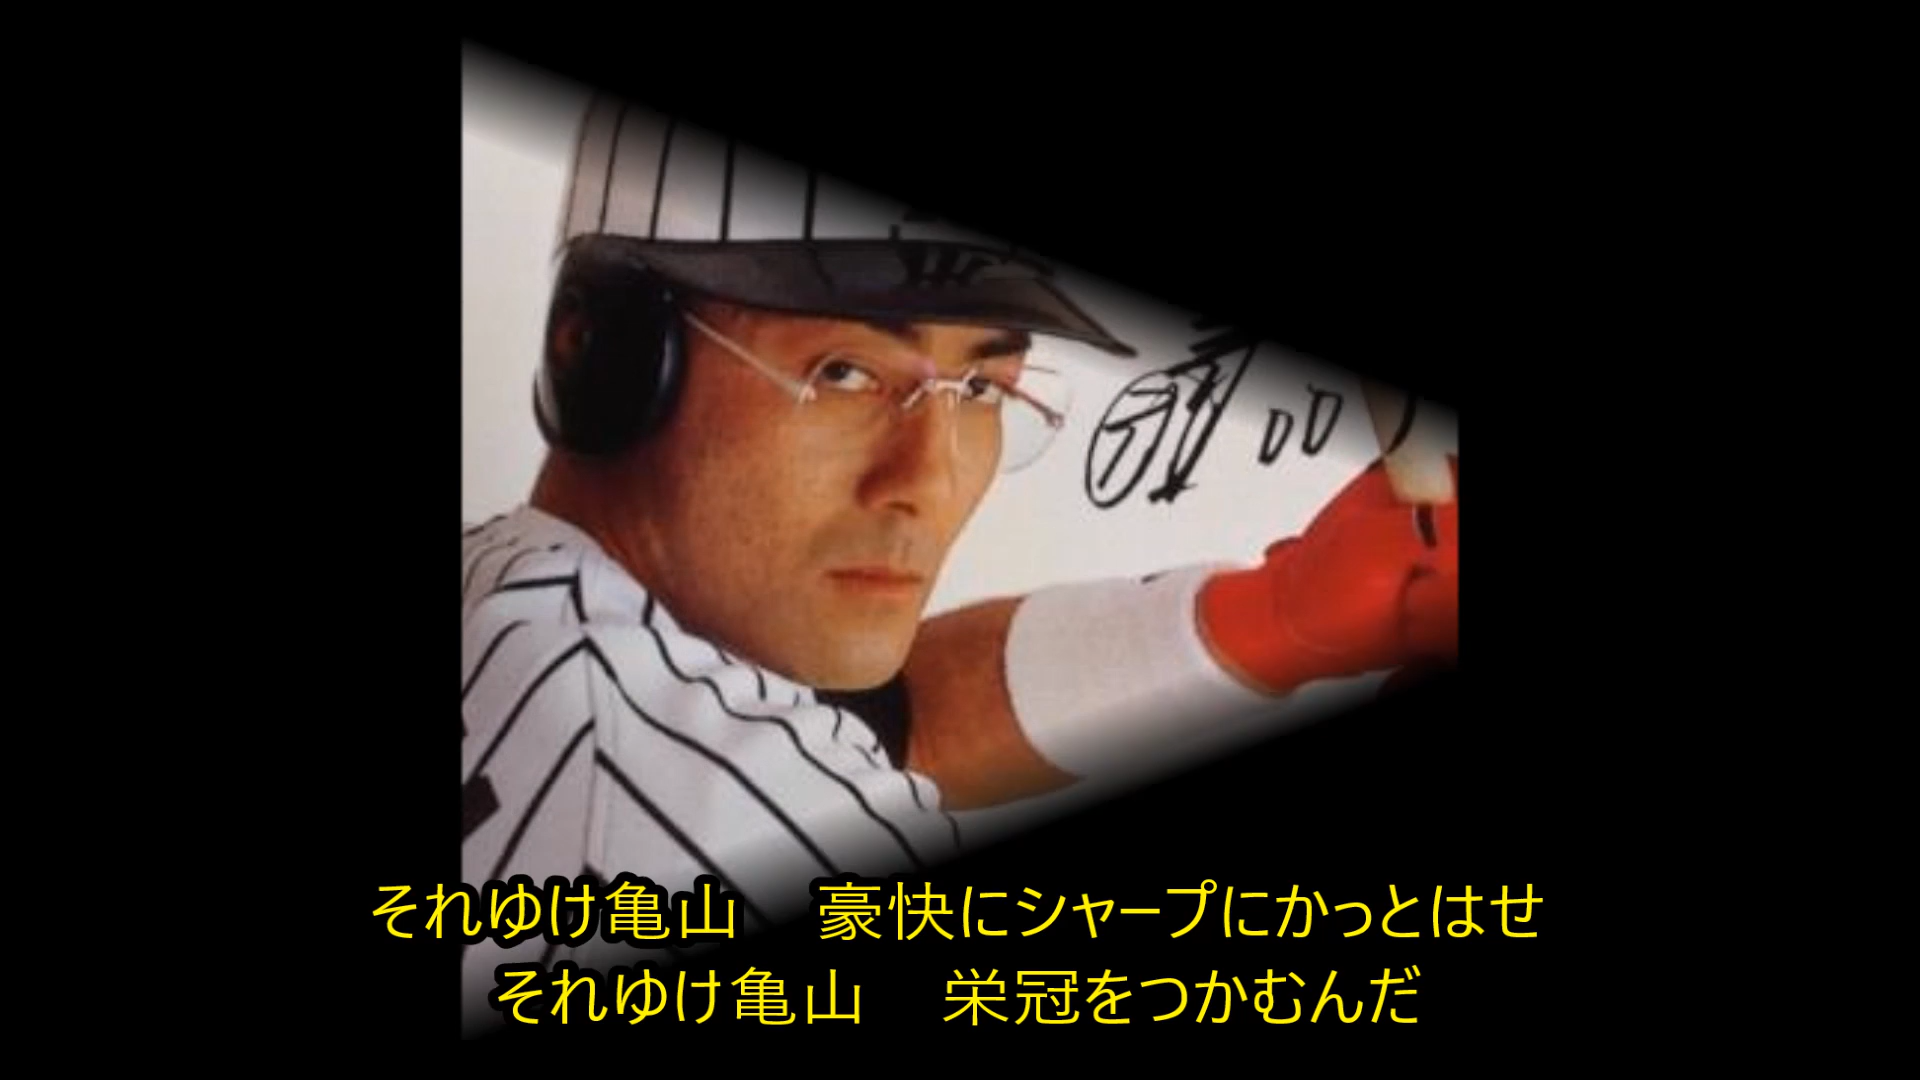 それゆけ亀山　豪快にシャープにかっとはせ
それゆけ亀山　栄冠をつかむんだ